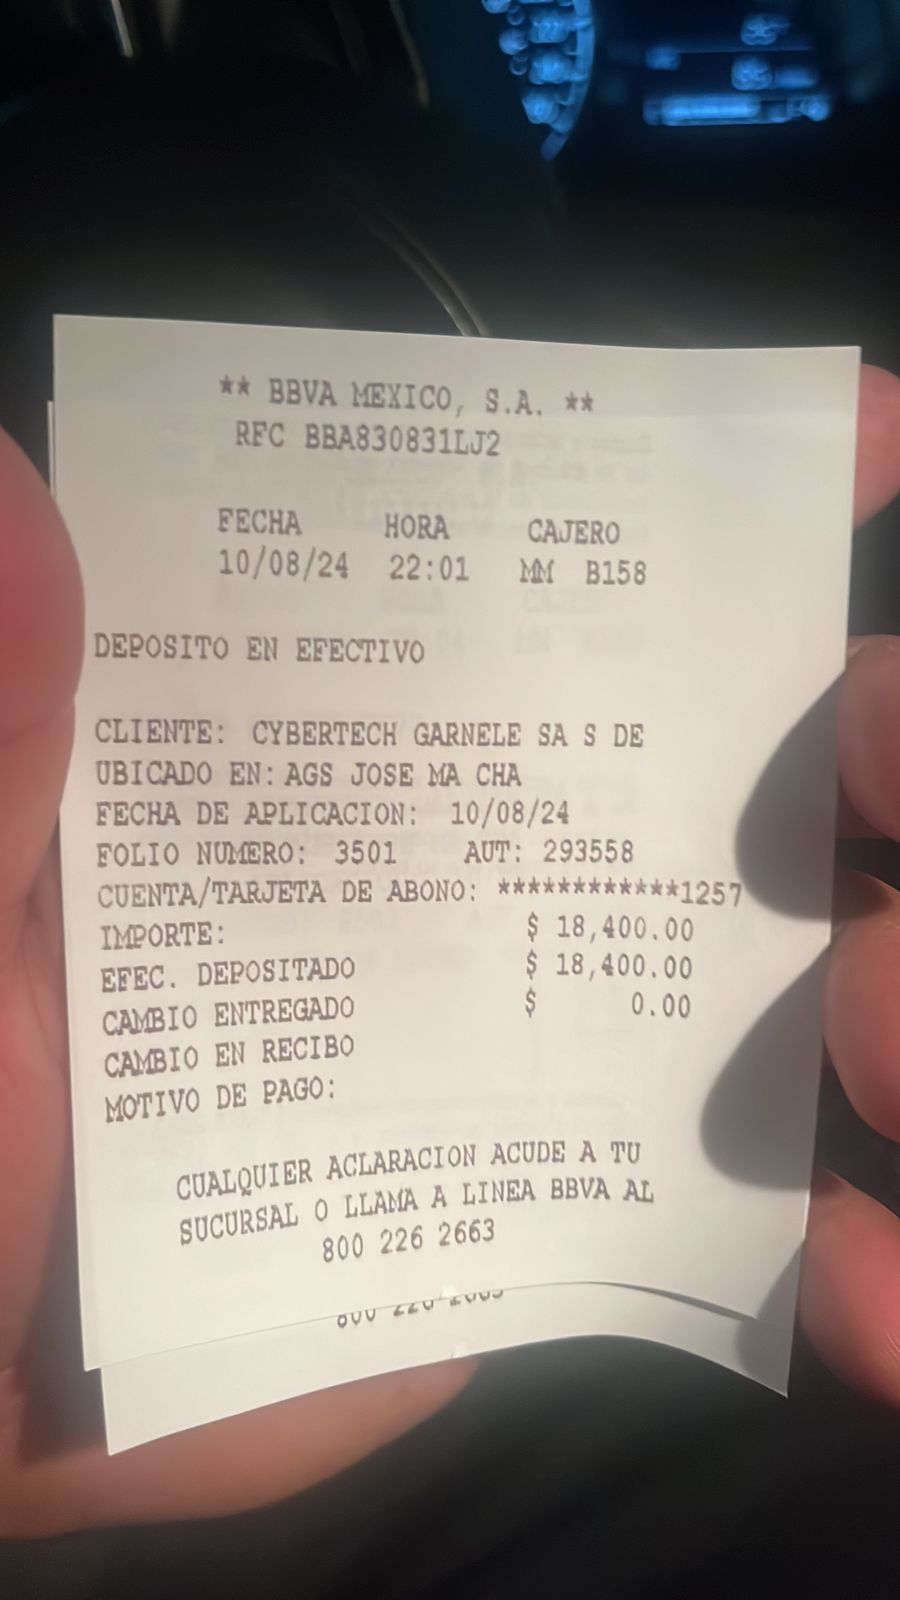 ** BBVA MEXICO, S.A. **
RFC BBA830831LJ2
FECHA HORA CAJERO
10/08/24 22:01 MM B158
DEPOSITO EN EFECTIVO
CLIENTE: CYBERTECH GARNELE SA S DE
UBICADO EN: AGS JOSE MA CHA
FECHA DE APLICACION: 10/08/24
FOLIO NUMERO: 3501 AUT: 293558
CUENTA/TARJETA DE ABONO: ************1257
IMPORTE: $ 18,400.00
EFEC. DEPOSITADO $ 18,400.00
CAMBIO ENTREGADO $ 0.00
CAMBIO EN RECIBO
MOTIVO DE PAGO:
CUALQUIER ACLARACION ACUDE A TU
SUCURSAL O LLAMA A LINEA BBVA AL
800 226 2663
800 226 2663